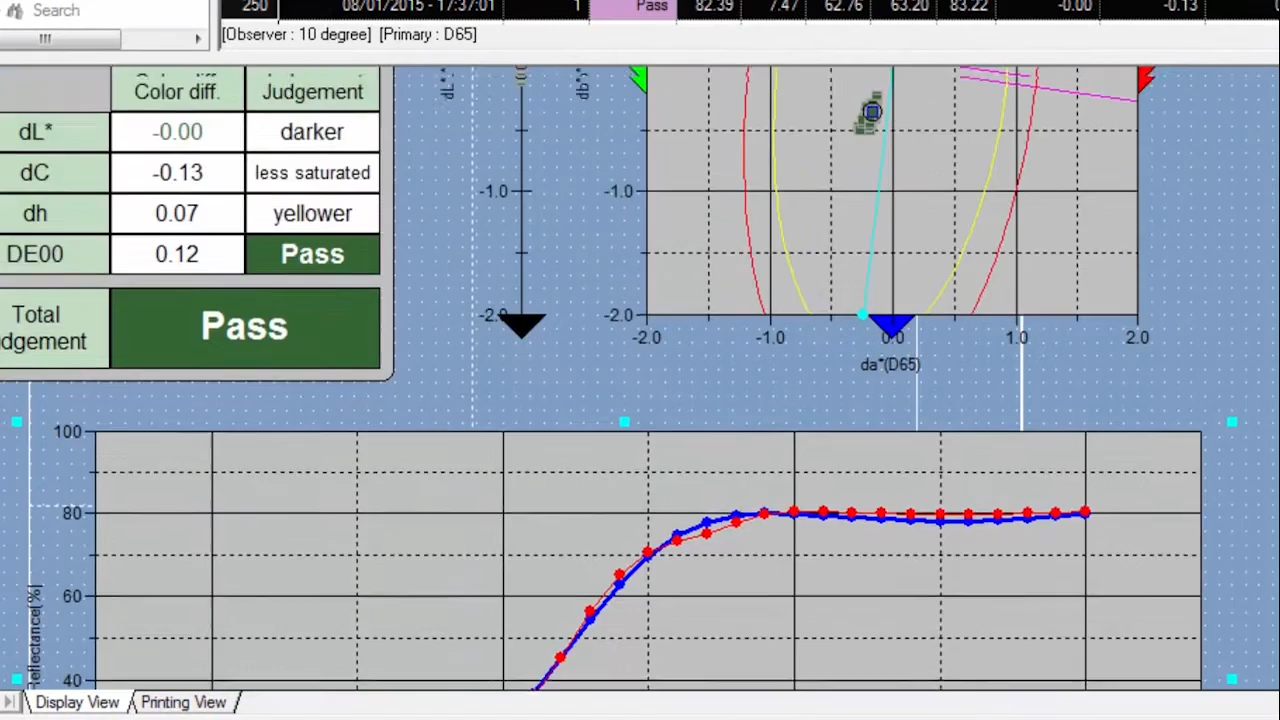 Search
250 08/01/2015 - 17:37:01 1 Pass 82.39 7.47 62.76 63.20 83.22 -0.00 -0.13
[Observer : 10 degree] [Primary : D65]
Color diff. Judgement
dL* -0.00 darker
dC -0.13 less saturated
dh 0.07 yellower
DE00 0.12 Pass
Total
dgement
Pass
dL*
-1.0
-2.0
db*
-1.0
-2.0
-2.0 -1.0 0.0 1.0 2.0
da*(D65)
100
80
60
40
Reflectance[%]
Display View Printing View